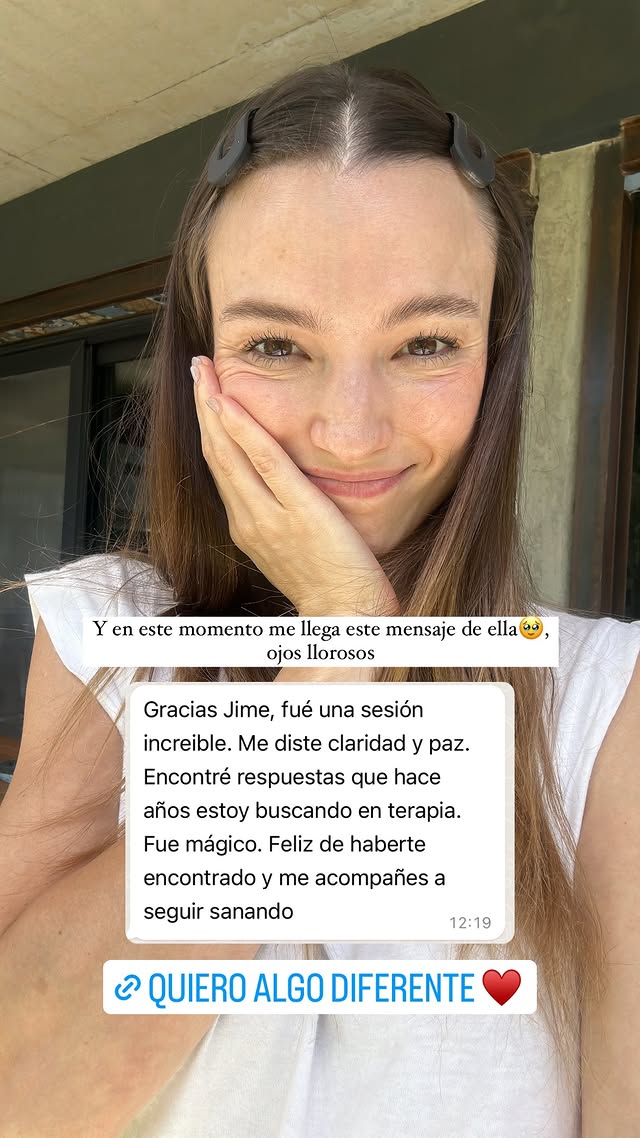 Y en este momento me llega este mensaje de ella🥹,
ojos llorosos
Gracias Jime, fué una sesión
increible. Me diste claridad y paz.
Encontré respuestas que hace
años estoy buscando en terapia.
Fue mágico. Feliz de haberte
encontrado y me acompañes a
seguir sanando
12:19
QUIERO ALGO DIFERENTE ♥️